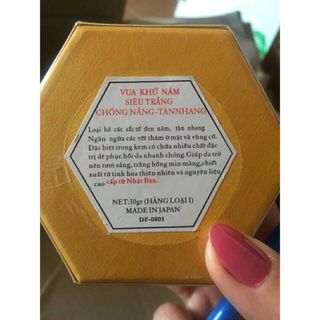 VUA KHỬ NÁM
SIÊU TRẮNG
CHỐNG NẮNG-TÀNNHANG
Loại bỏ các sắc tố đen nám, tàn nhang
Ngăn ngừa các vết thâm ở mặt và vùng cổ.
Đặc biệt trong kem có chứa nhiều chất đặc
trị dê phục hồi da nhanh chóng.Giúp da trở
nên tươi sáng, trắng hồng mịn màng,chiết
xuất từ tinh hoa thiên nhiên và nguyên liệu
cao cấp từ Nhật Bản.
NET:30gr (HÀNG LOẠI I)
MADE IN JAPAN
DF-0801